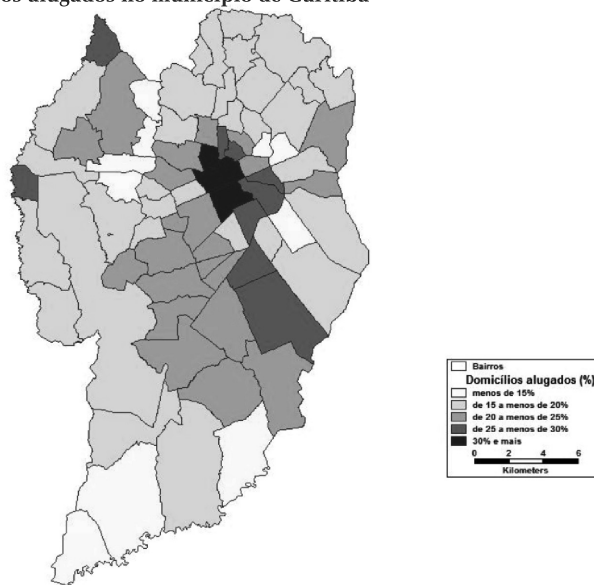 os alugados no município de Curitiba
Bairros
Domicílios alugados (%)
menos de 15%
de 15 a menos de 20%
de 20 a menos de 25%
de 25 a menos de 30%
30% e mais
0 2 4 6
Kilometers